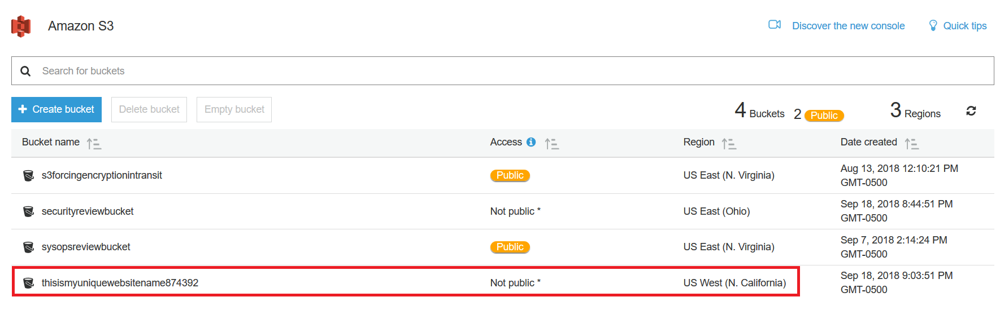 Amazon S3
Discover the new console
Quick tips
Search for buckets
Create bucket
Delete bucket
Empty bucket
4 Buckets
2 Public
3 Regions
Bucket name
Access
Region
Date created
s3forcingencryptionintransit
Public
US East (N. Virginia)
Aug 13, 2018 12:10:21 PM
GMT-0500
securityreviewbucket
Not public *
US East (Ohio)
Sep 18, 2018 8:44:51 PM
GMT-0500
sysopsreviewbucket
Public
US East (N. Virginia)
Sep 7, 2018 2:14:24 PM
GMT-0500
thisismyuniquewebsitename874392
Not public *
US West (N. California)
Sep 18, 2018 9:03:51 PM
GMT-0500